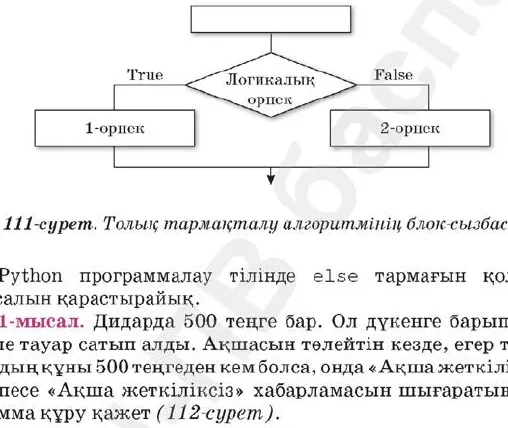 True
False
Логикалық
өрнек
1-өрнек
2-өрнек
111-сурет. Толық тармақталу алгоритмінің блок-сызбас
Python программалау тілінде else тармағын қол
салын қарастырайық.
1-мысал. Дидарда 500 теңге бар. Ол дүкенге барып
не тауар сатып алды. Ақшасын төлейтін кезде, егер т
дың құны 500 теңгеден кем болса, онда «Ақша жеткілі
песе «Ақша жеткіліксіз» хабарламасын шығаратын
мма құру қажет (112-сурет).